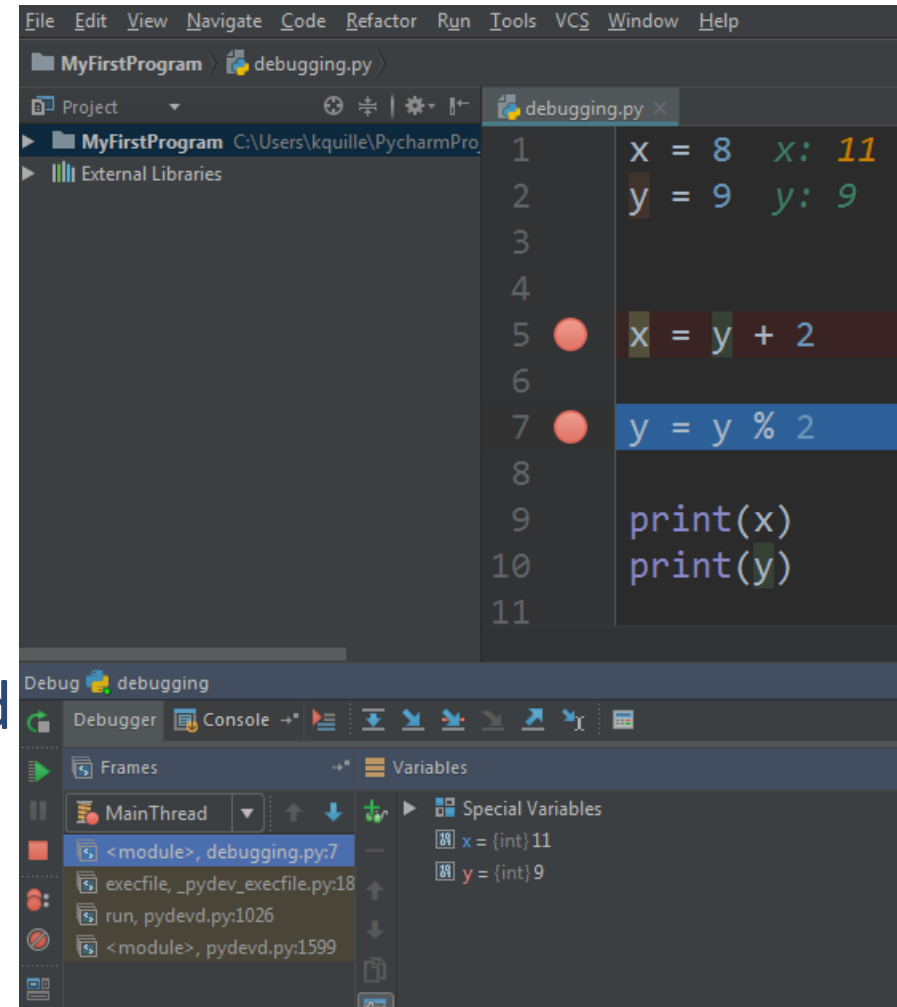 File Edit View Navigate Code Refactor Run Tools VCS Window Help
MyFirstProgram debugging.py
Project
MyFirstProgram C:\Users\kquille\PycharmPro
External Libraries
debugging.py
1 x = 8 x: 11
2 y = 9 y: 9
3
4
5 x = y + 2
6
7 y = y % 2
8
9 print(x)
10 print(y)
11
d
Debug debugging
Debugger Console
Frames
Variables
MainThread
<module>, debugging.py:7
execfile, _pydev_execfile.py:18
run, pydevd.py:1026
<module>, pydevd.py:1599
Special Variables
x = {int} 11
y = {int} 9